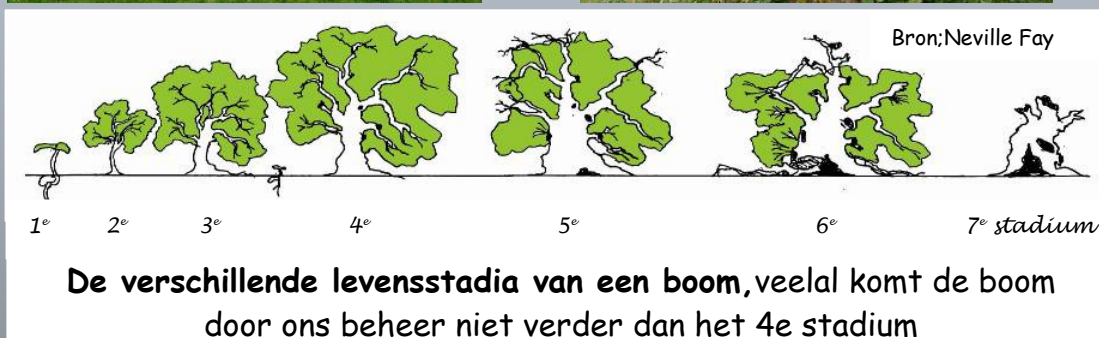 Bron;Neville Fay
1e 2e 3e 4e 5e 6e 7e stadium
De verschillende levensstadia van een boom,veelal komt de boom
door ons beheer niet verder dan het 4e stadium